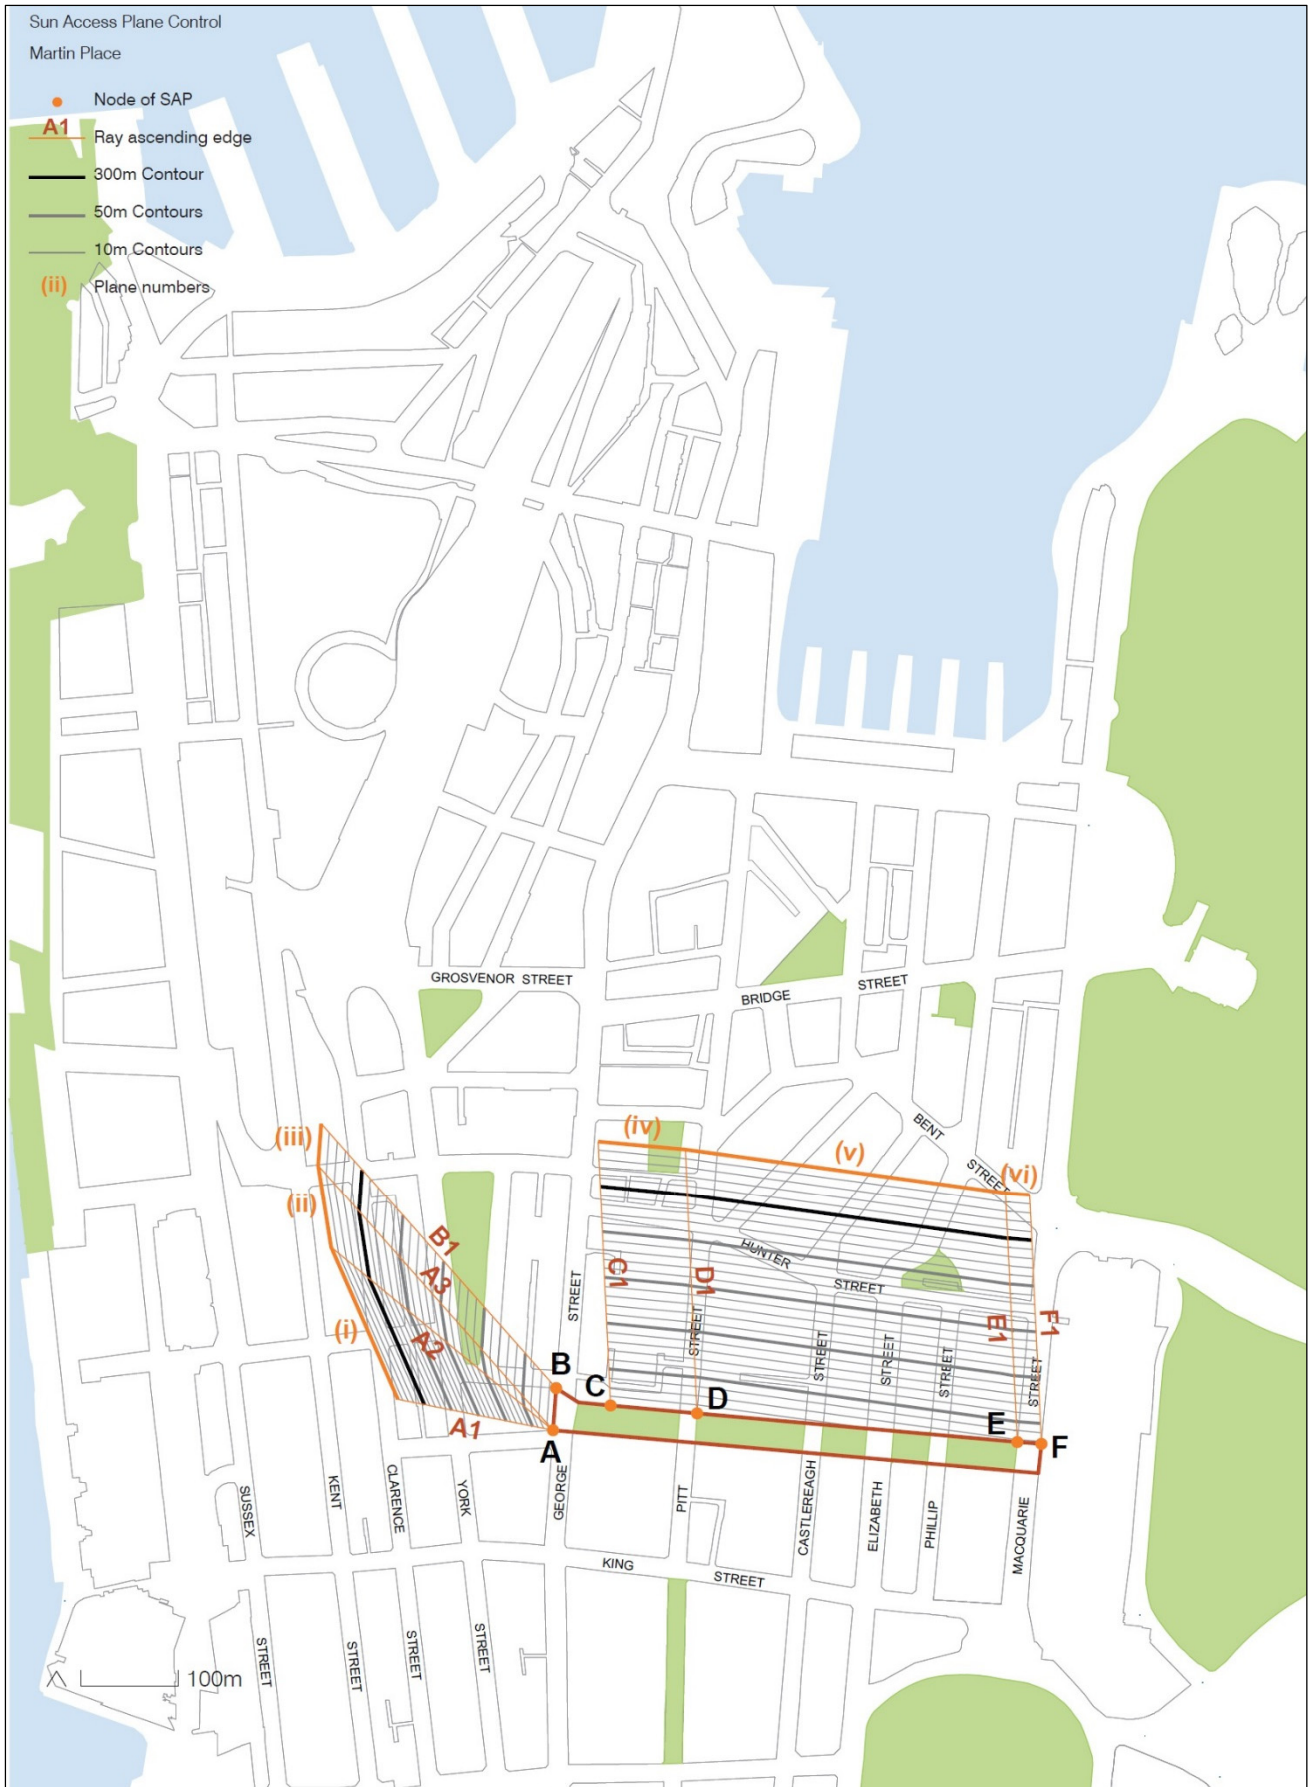 Sun Access Plane Control
Martin Place
Node of SAP
A1
Ray ascending edge
300m Contour
50m Contours
10m Contours
(ii) Plane numbers
GROSVENOR STREET
BRIDGE STREET
BENT STREET
(iii)
(ii)
(i)
(iv)
(v)
(vi)
B1
A3
A2
A1
C1
D1
E1
F1
HUNTER STREET
STREET
STREET
STREET
STREET
STREET
STREET
A
B
C
D
E
F
SUSSEX
KENT
CLARENCE
YORK
GEORGE
PITT
CASTLEREAGH
ELIZABETH
PHILLIP
MACQUARIE
KING STREET
STREET
STREET
STREET
STREET
100m